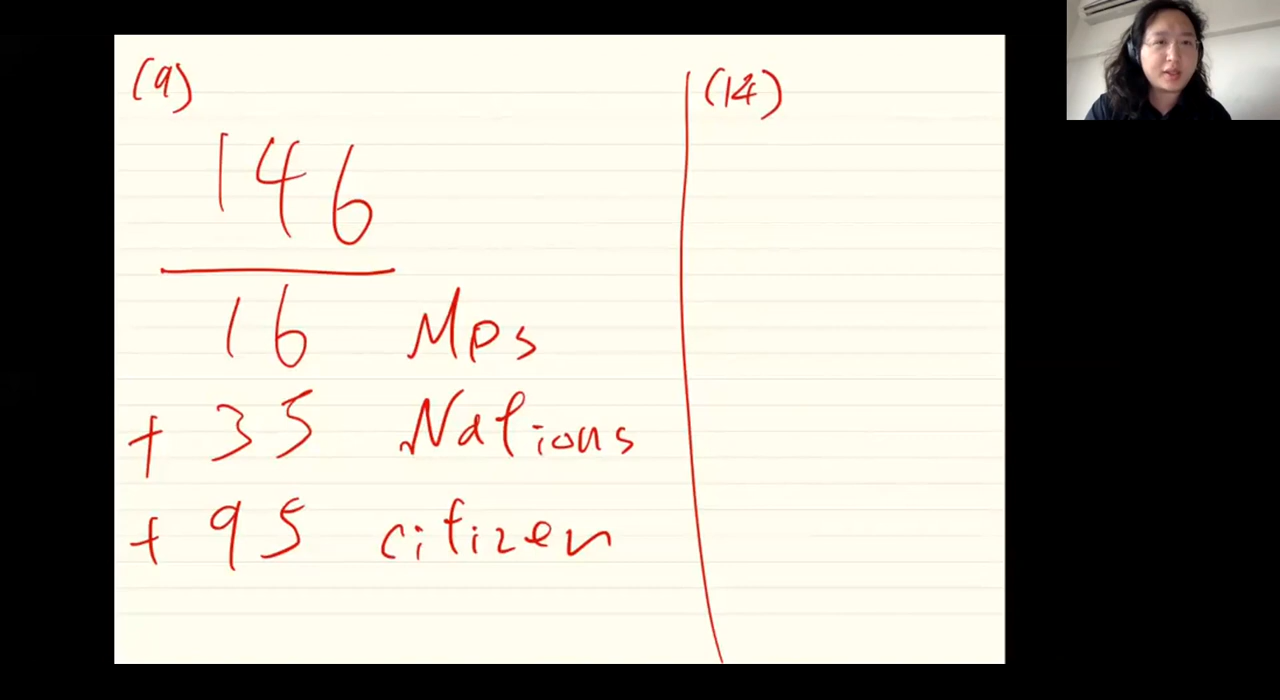 (9)
146
16 Mps
+ 35 Nations
+ 95 citizen
(14)